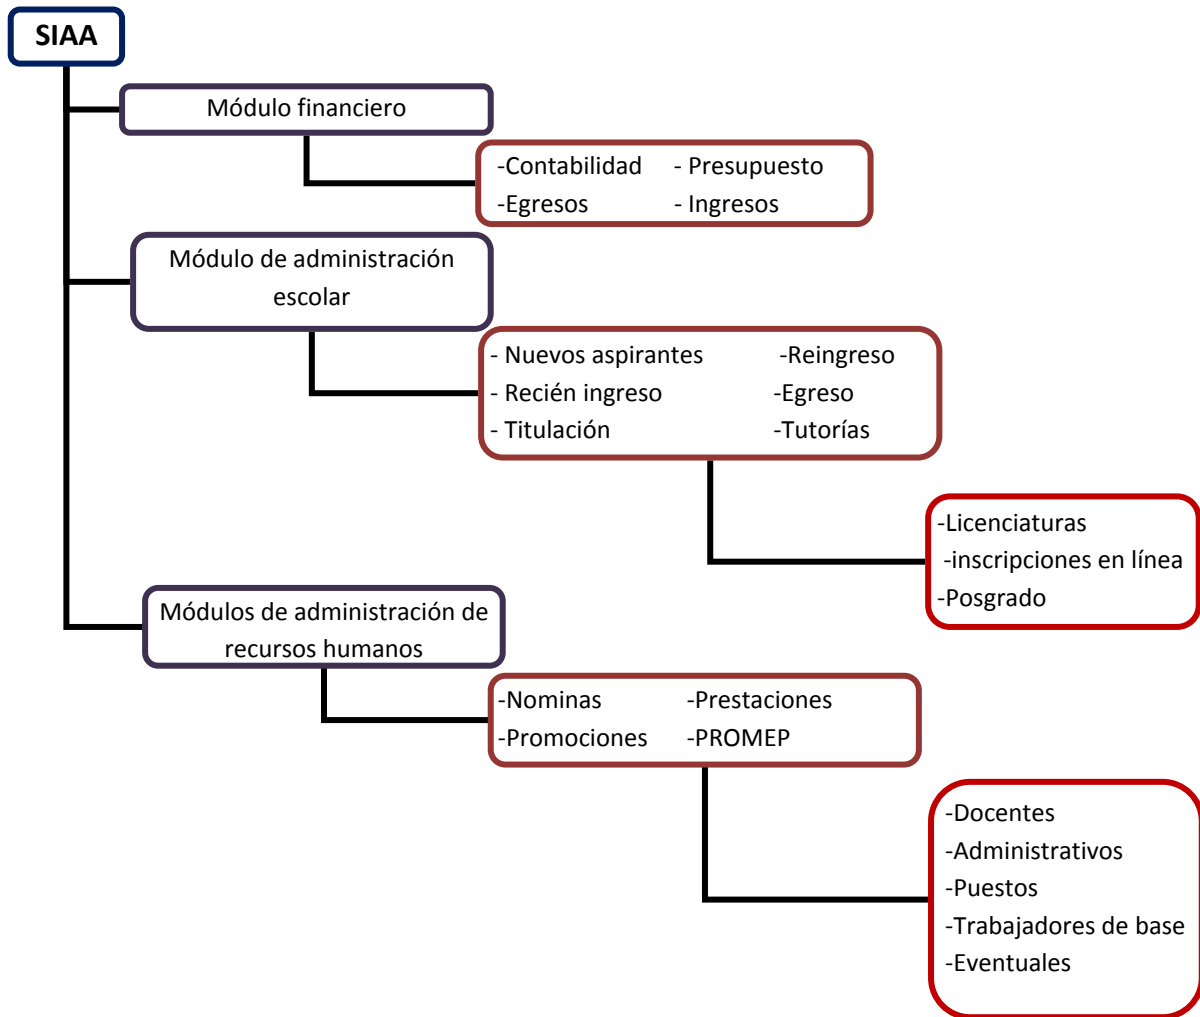 SIAA
Módulo financiero
-Contabilidad - Presupuesto
-Egresos - Ingresos
Módulo de administración
escolar
- Nuevos aspirantes -Reingreso
- Recién ingreso -Egreso
- Titulación -Tutorías
-Licenciaturas
-inscripciones en línea
-Posgrado
Módulos de administración de
recursos humanos
-Nominas -Prestaciones
-Promociones -PROMEP
-Docentes
-Administrativos
-Puestos
-Trabajadores de base
-Eventuales